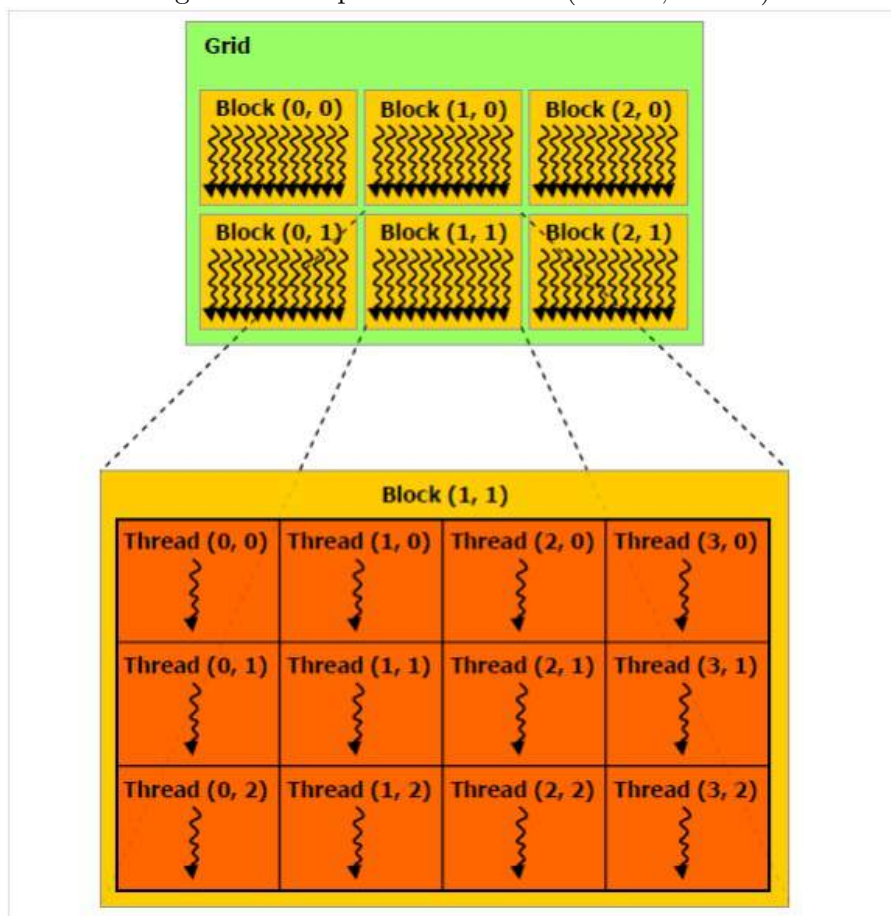 Grid
Block (0, 0) Block (1, 0) Block (2, 0)
Block (0, 1) Block (1, 1) Block (2, 1)
Block (1, 1)
Thread (0, 0) Thread (1, 0) Thread (2, 0) Thread (3, 0)
Thread (0, 1) Thread (1, 1) Thread (2, 1) Thread (3, 1)
Thread (0, 2) Thread (1, 2) Thread (2, 2) Thread (3, 2)